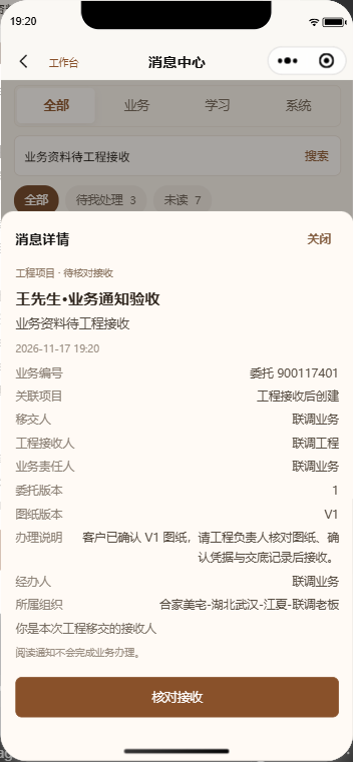 19:20
工作台
消息中心
全部
业务
学习
系统
业务资料待工程接收
搜索
全部
待我处理 3
未读 7
消息详情
关闭
工程项目 · 待核对接收
王先生•业务通知验收
业务资料待工程接收
2026-11-17 19:20
业务编号
委托 900117401
关联项目
工程接收后创建
移交人
联调业务
工程接收人
联调工程
业务责任人
联调业务
委托版本
1
图纸版本
V1
办理说明
客户已确认 V1 图纸，请工程负责人核对图纸、确
认凭据与交底记录后接收。
经办人
联调业务
所属组织
合家美宅-湖北武汉-江夏-联调老板
你是本次工程移交的接收人
阅读通知不会完成业务办理。
核对接收